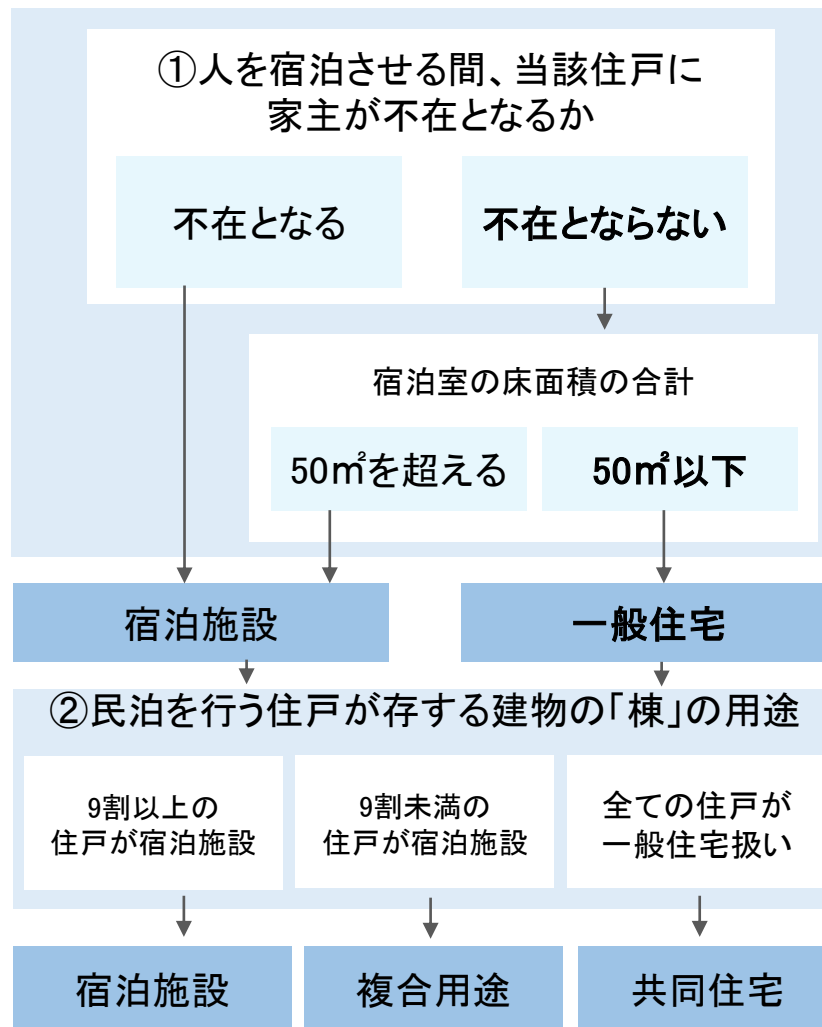 ①人を宿泊させる間、当該住戸に
家主が不在となるか
不在となる
不在とならない
宿泊室の床面積の合計
50㎡を超える
50㎡以下
宿泊施設
一般住宅
②民泊を行う住戸が存する建物の「棟」の用途
9割以上の
住戸が宿泊施設
9割未満の
住戸が宿泊施設
全ての住戸が
一般住宅扱い
宿泊施設
複合用途
共同住宅